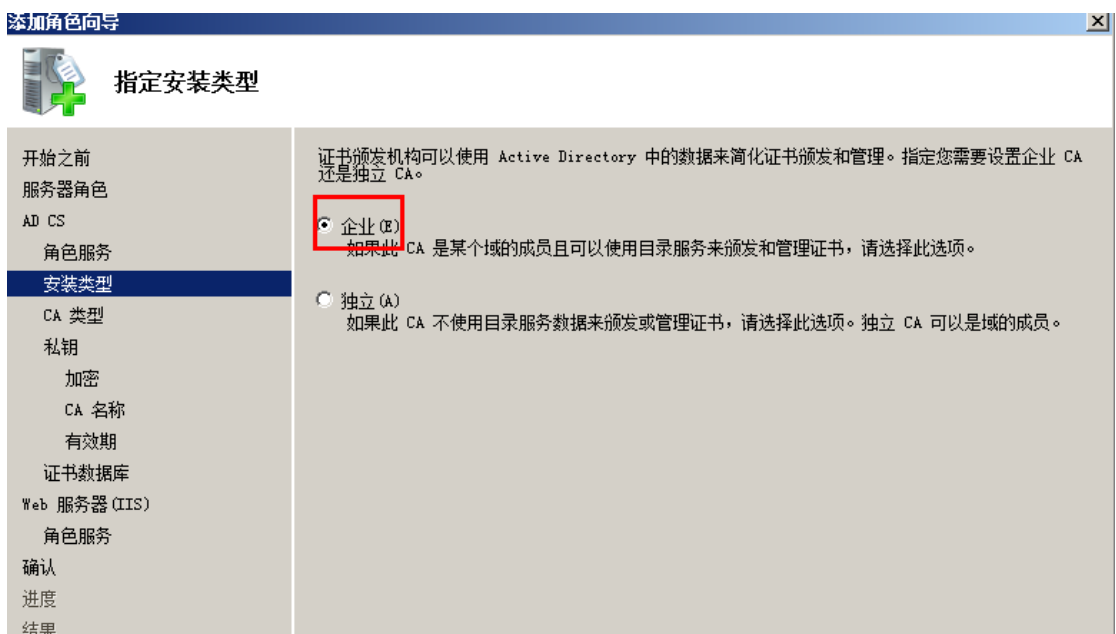 添加角色向导
指定安装类型
开始之前
服务器角色
AD CS
角色服务
安装类型
CA 类型
私钥
加密
CA 名称
有效期
证书数据库
Web 服务器(IIS)
角色服务
确认
进度
结果
证书颁发机构可以使用 Active Directory 中的数据来简化证书颁发和管理。指定您需要设置企业 CA
还是独立 CA。
企业(E)
如果此 CA 是某个域的成员且可以使用目录服务来颁发和管理证书，请选择此选项。
独立(A)
如果此 CA 不使用目录服务数据来颁发或管理证书，请选择此选项。独立 CA 可以是域的成员。